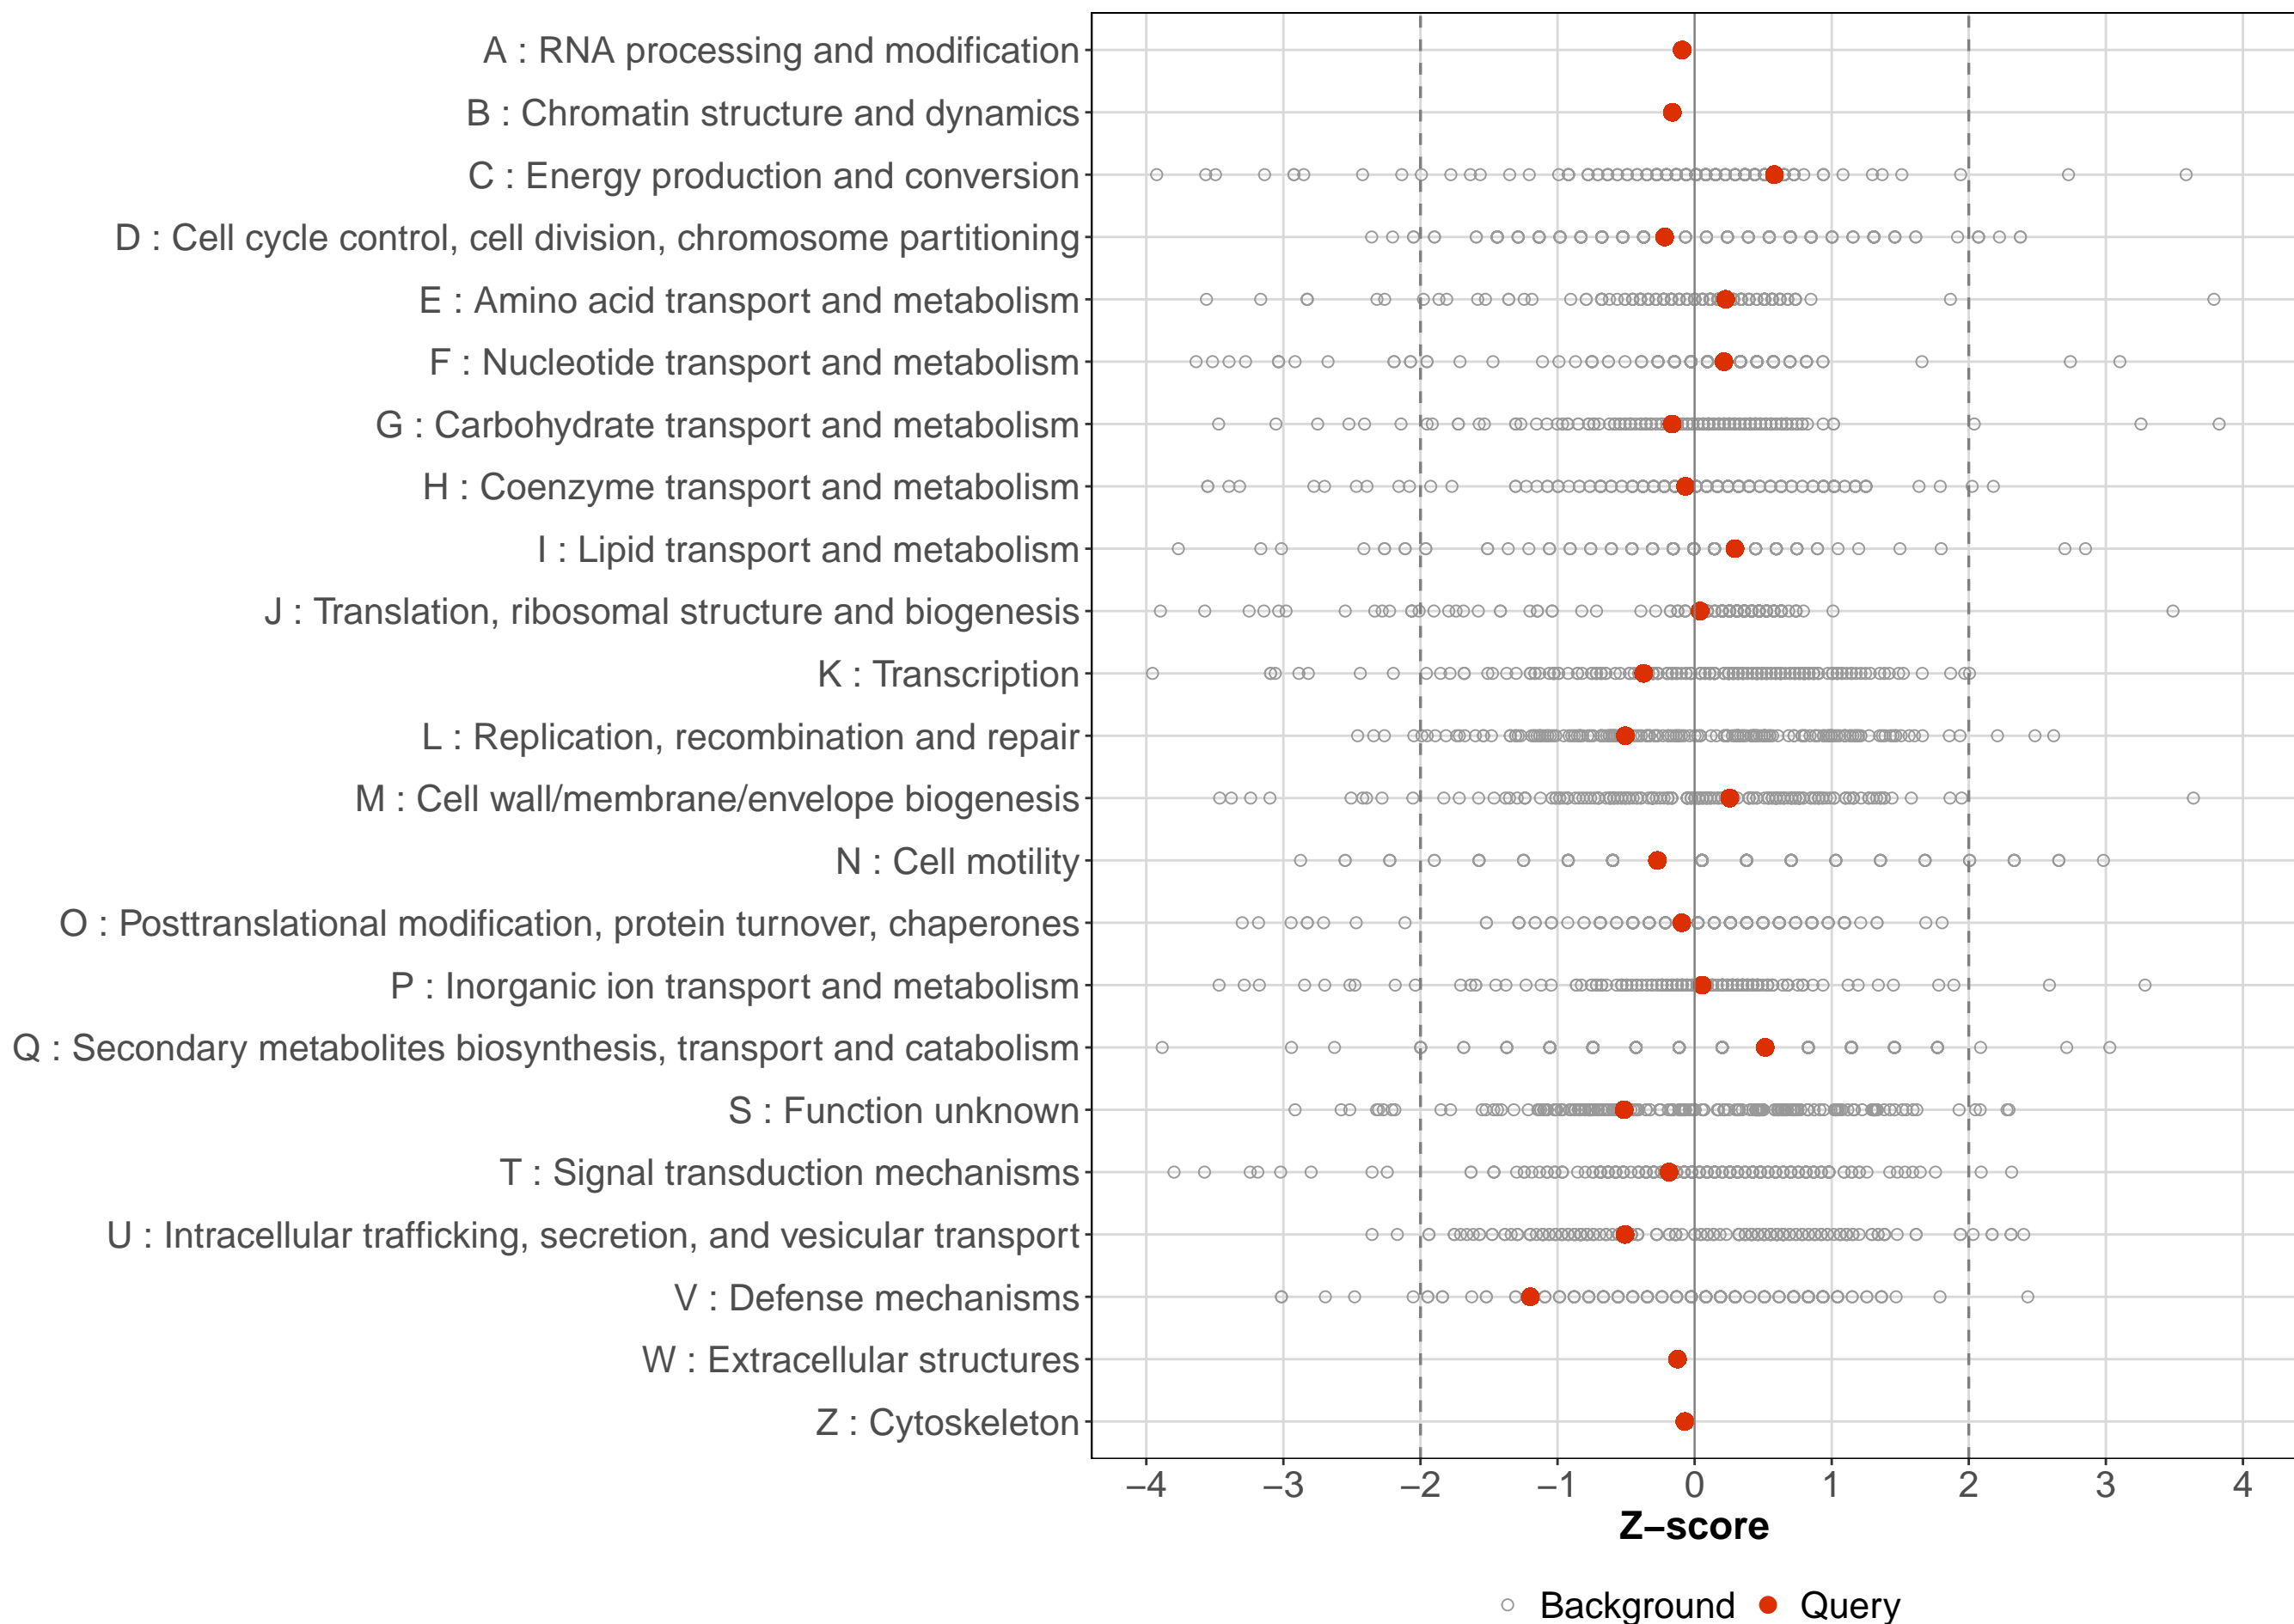 A : RNA processing and modification
B : Chromatin structure and dynamics
C : Energy production and conversion
D : Cell cycle control, cell division, chromosome partitioning
E : Amino acid transport and metabolism
F : Nucleotide transport and metabolism
G : Carbohydrate transport and metabolism
H : Coenzyme transport and metabolism
I : Lipid transport and metabolism
J : Translation, ribosomal structure and biogenesis
K : Transcription
L : Replication, recombination and repair
M : Cell wall/membrane/envelope biogenesis
N : Cell motility
O : Posttranslational modification, protein turnover, chaperones
P : Inorganic ion transport and metabolism
Q : Secondary metabolites biosynthesis, transport and catabolism
S : Function unknown
T : Signal transduction mechanisms
U : Intracellular trafficking, secretion, and vesicular transport
V : Defense mechanisms
W : Extracellular structures
Z : Cytoskeleton
−4 −3 −2 −1 0 1 2 3 4
Z−score
Background Query